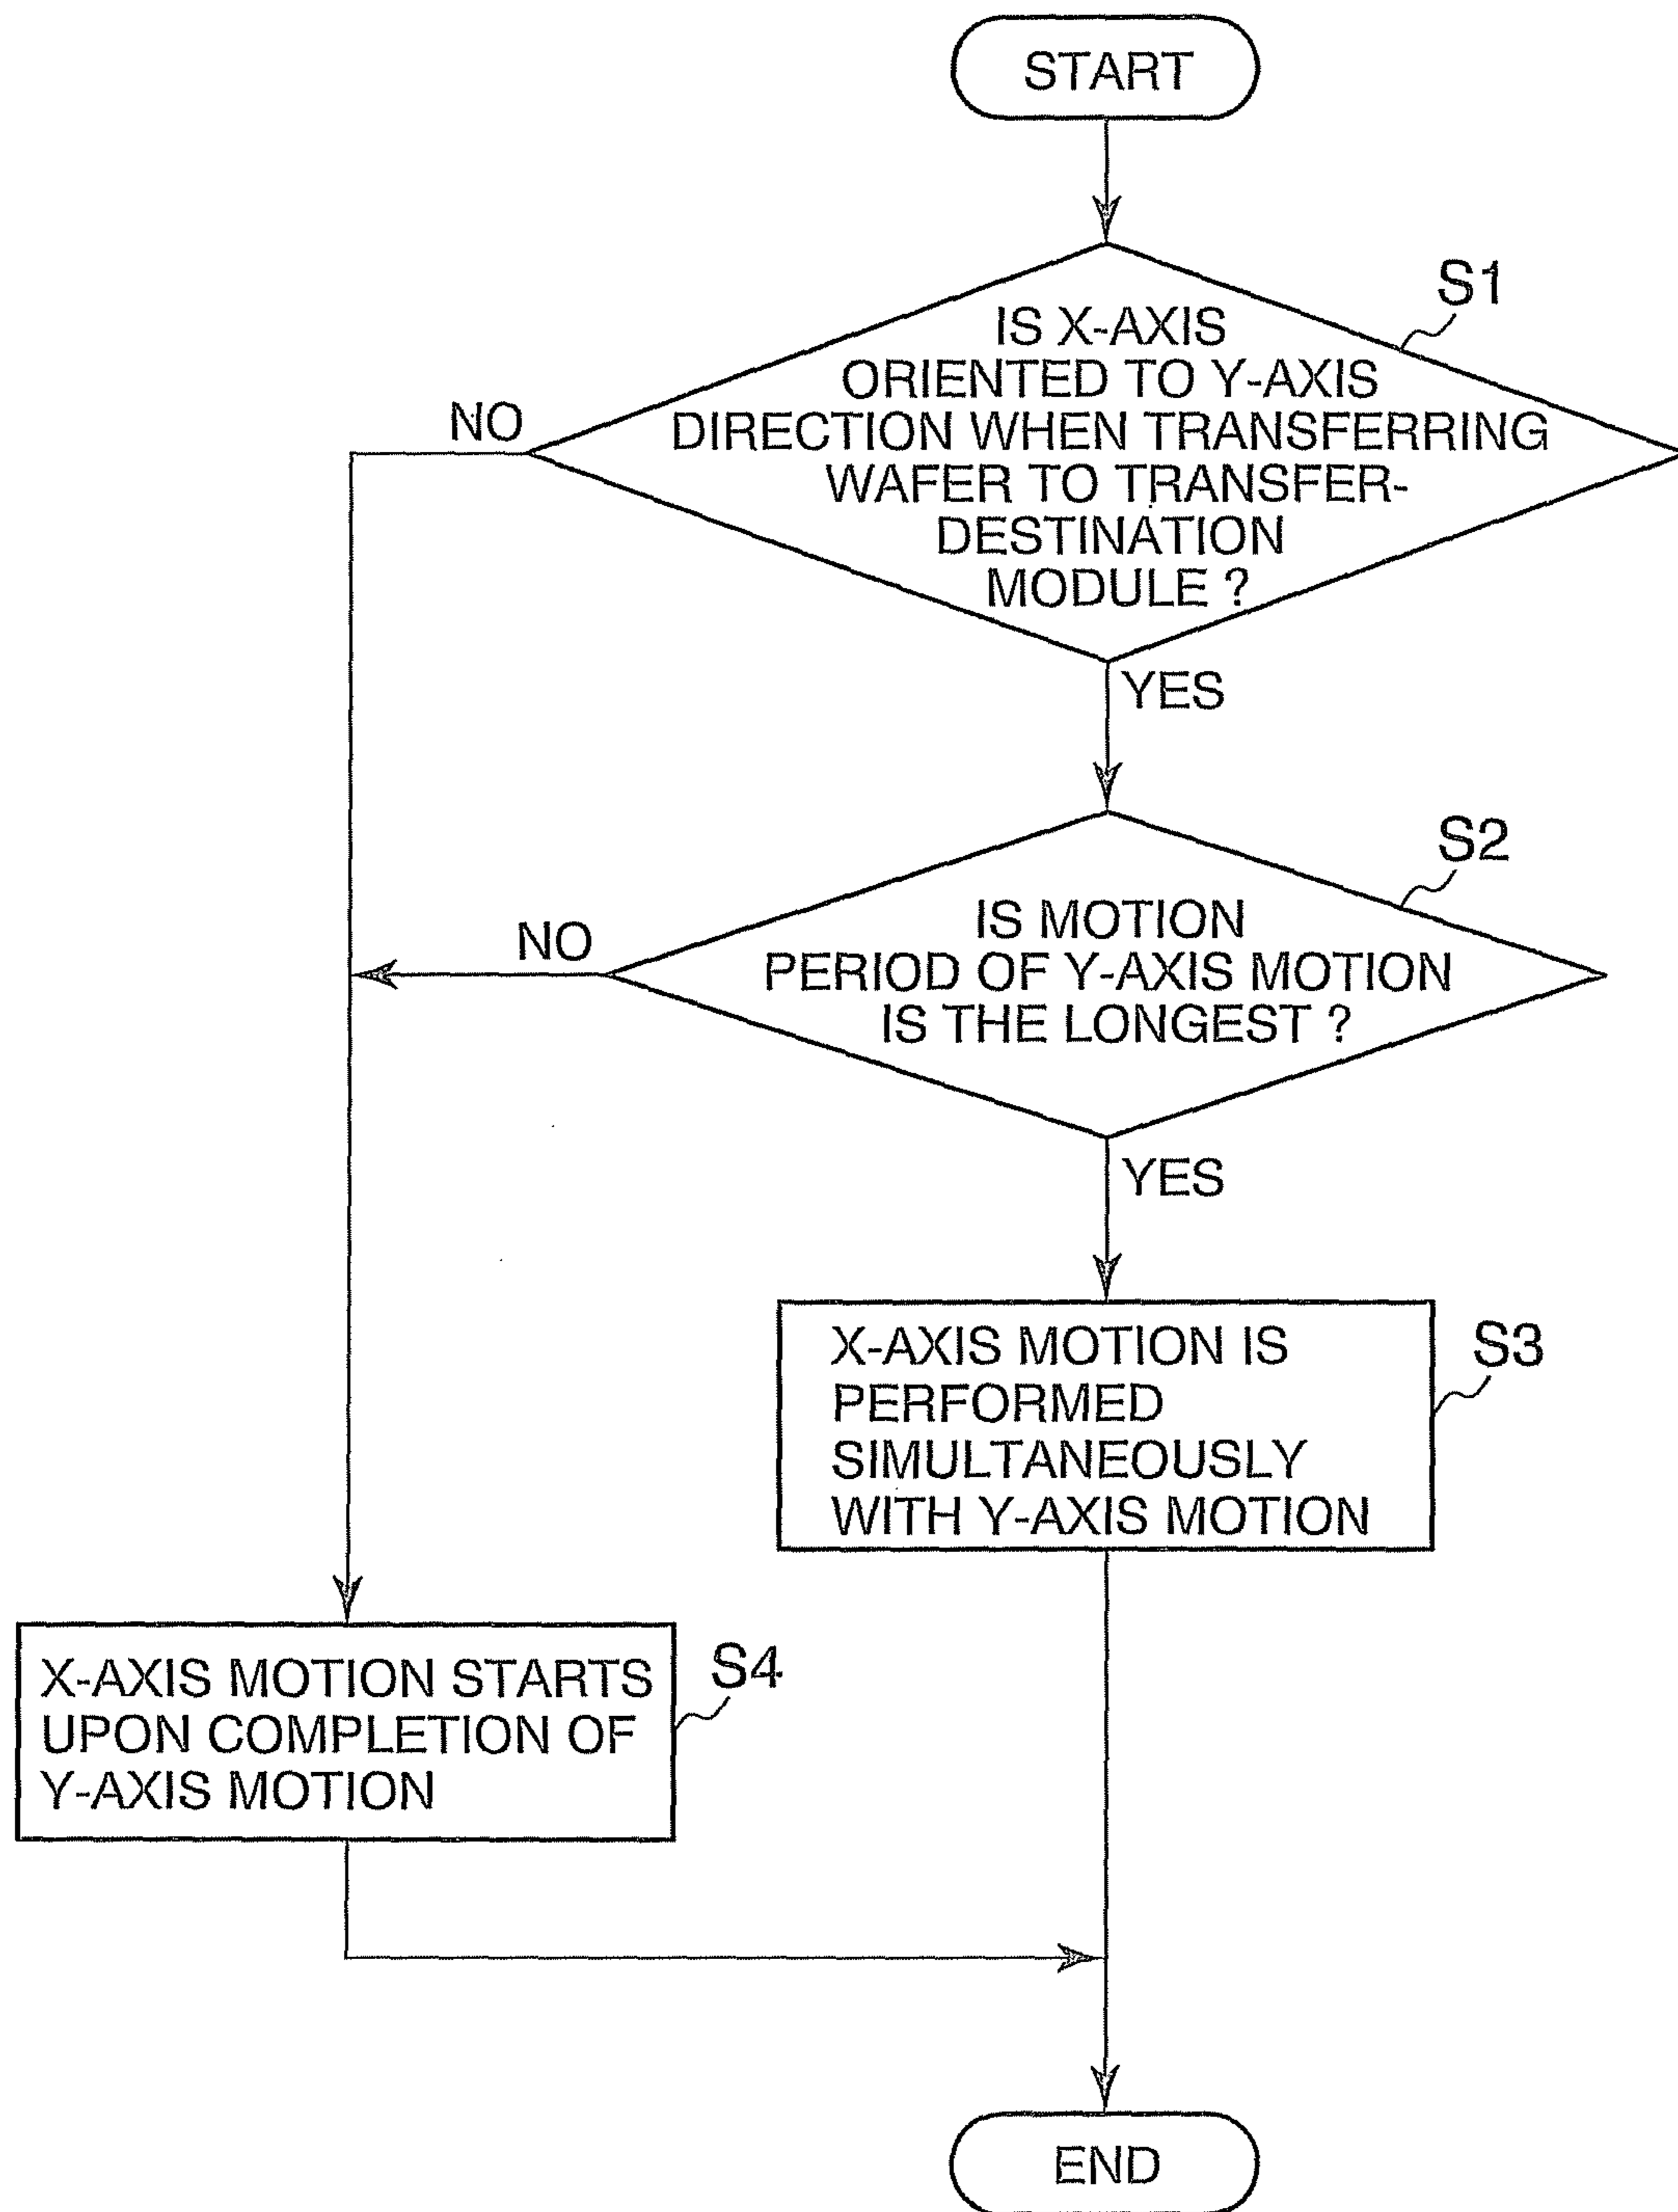 START
S1
IS X-AXIS
ORIENTED TO Y-AXIS
DIRECTION WHEN TRANSFERRING
WAFER TO TRANSFER-
DESTINATION
MODULE ?
NO
YES
S2
IS MOTION
PERIOD OF Y-AXIS MOTION
IS THE LONGEST ?
NO
YES
S3
X-AXIS MOTION IS
PERFORMED
SIMULTANEOUSLY
WITH Y-AXIS MOTION
S4
X-AXIS MOTION STARTS
UPON COMPLETION OF
Y-AXIS MOTION
END